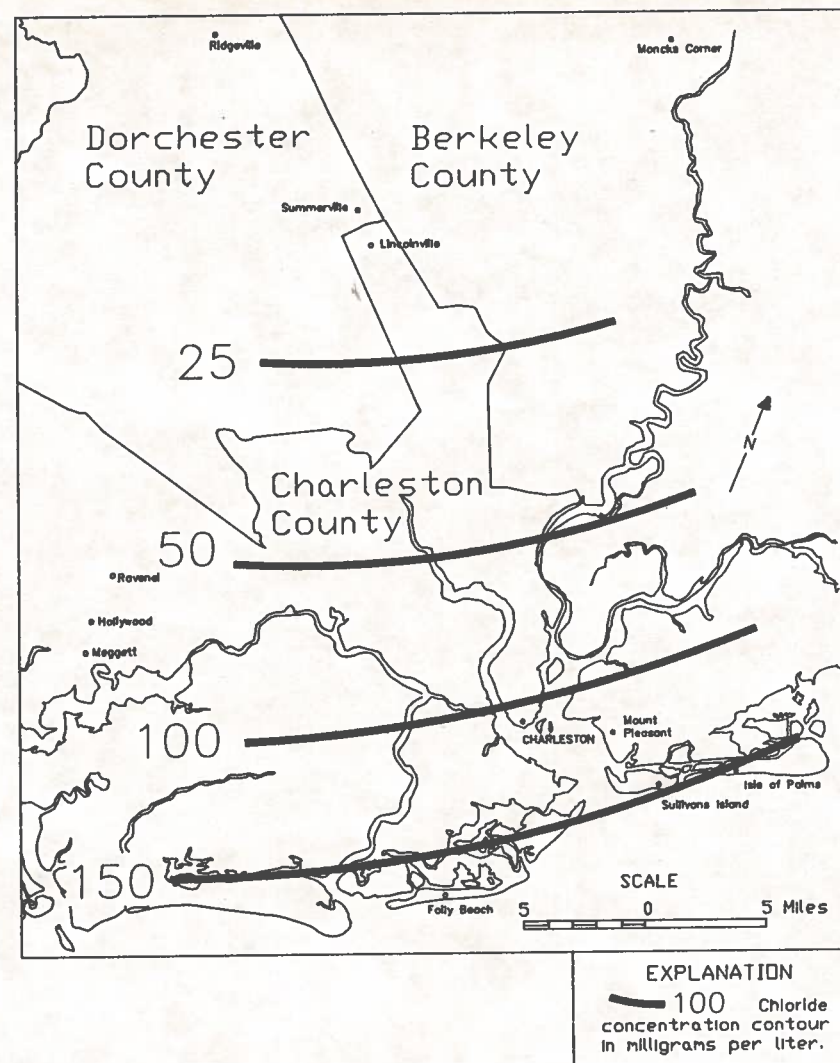 Ridgeville
Moncks Corner
Dorchester
County
Berkeley
County
Summerville
Lincolnville
25
N
Charleston
County
50
Ravenel
Hollywood
Meggett
100
Mount
Pleasant
CHARLESTON
Isle of Palms
Sullivans Island
150
Folly Beach
SCALE
5 0 5 Miles
EXPLANATION
100 Chloride
concentration contour
in milligrams per liter.